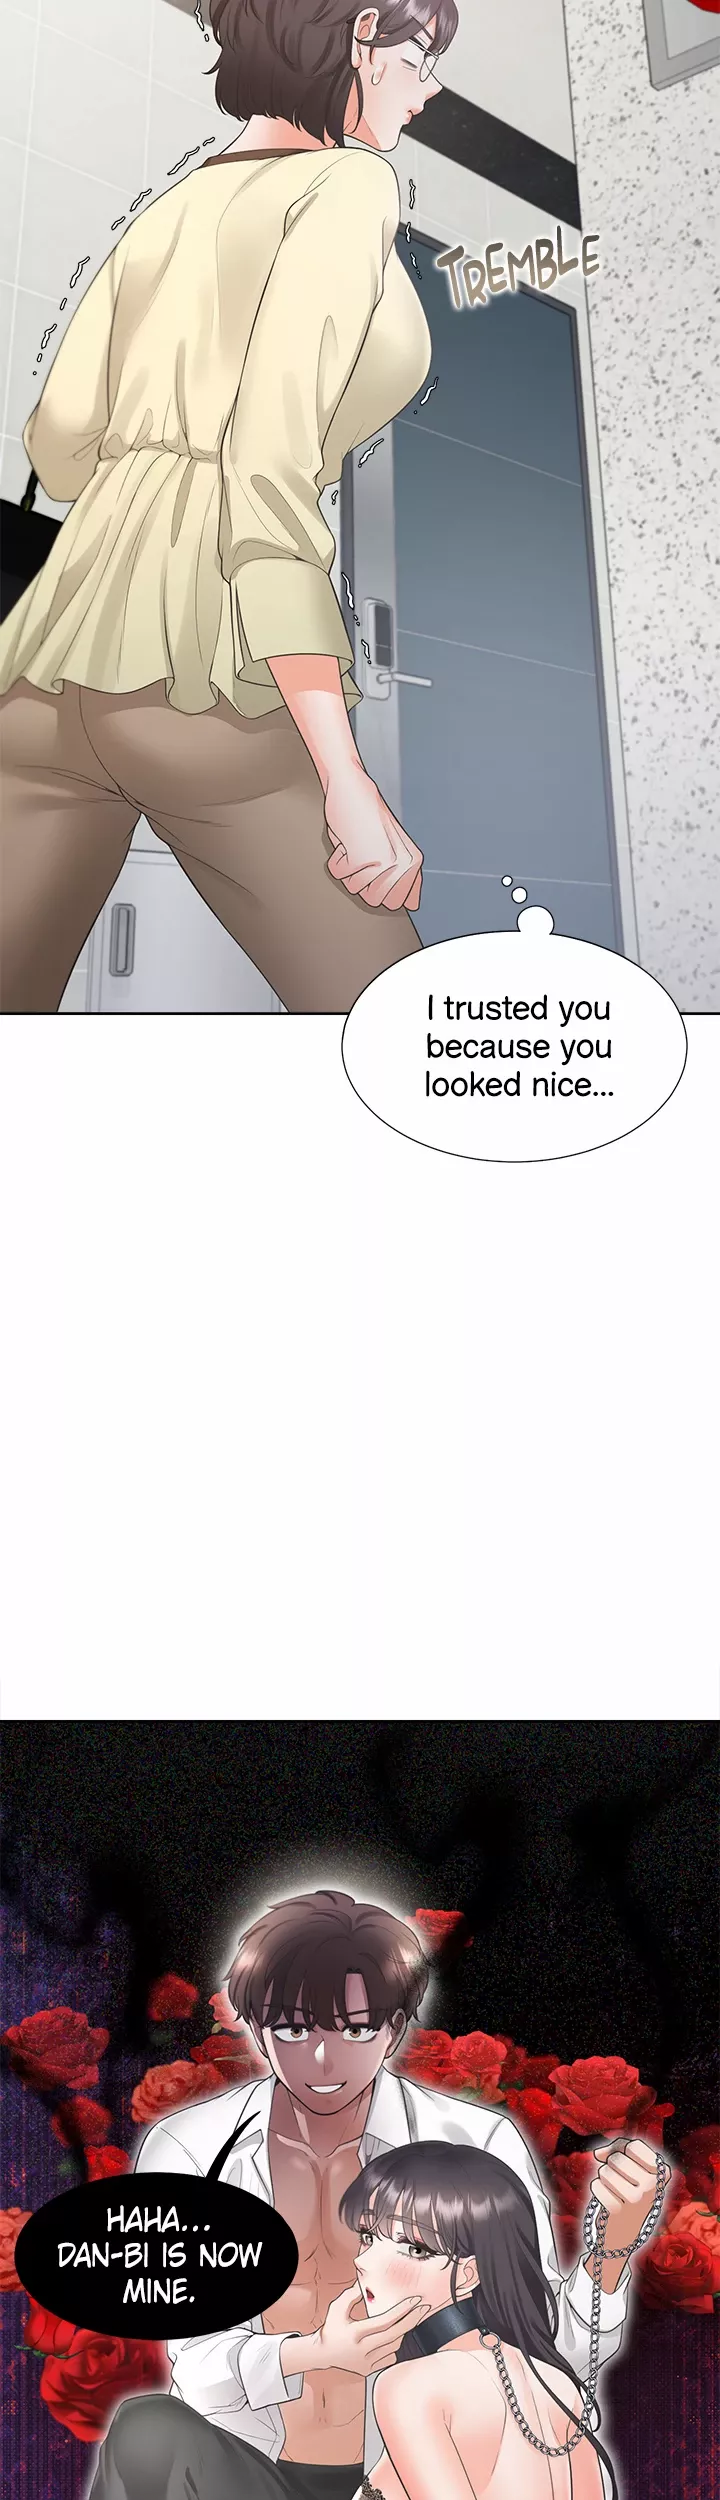 TREMBLE
I trusted you
because you
looked nice...
HAHA...
DAN-BI IS NOW
MINE.